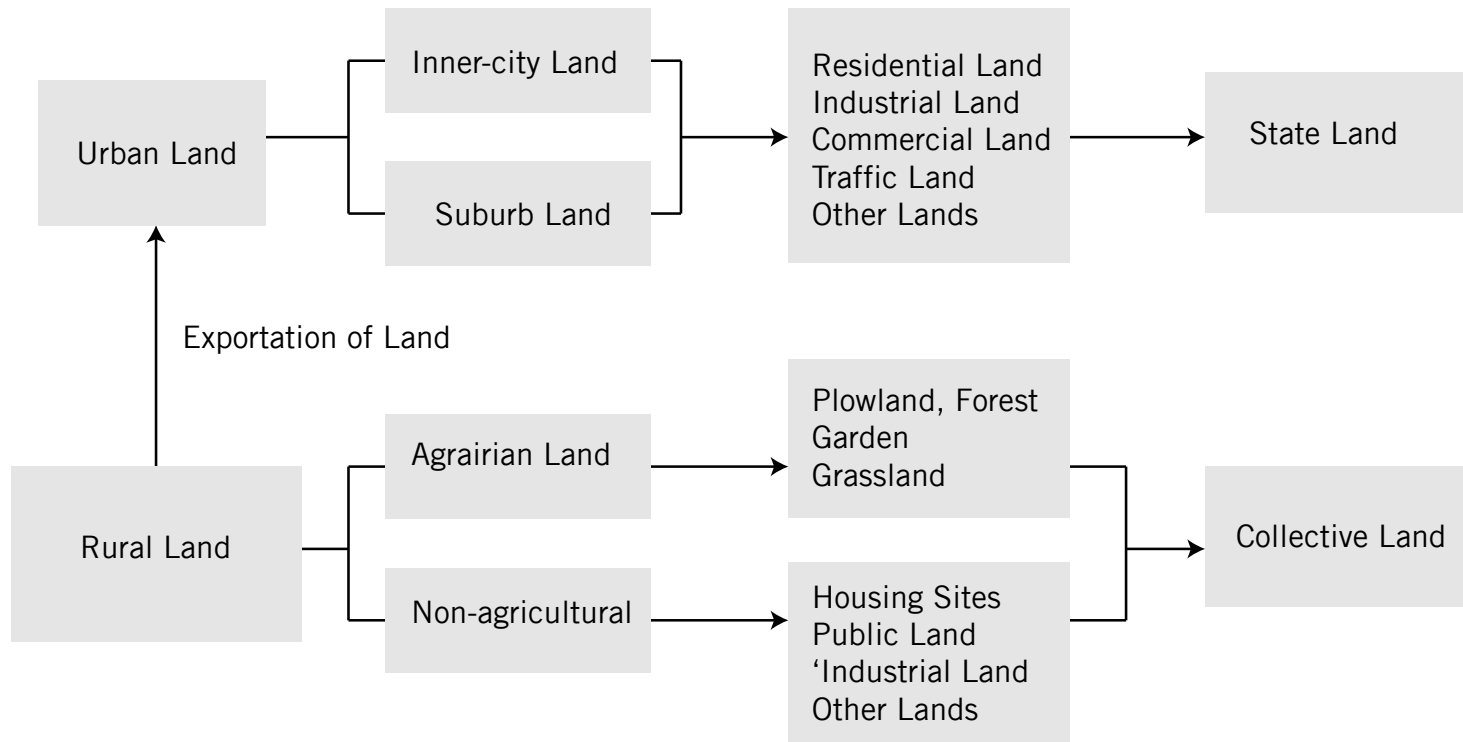 Urban Land
Inner-city Land
Suburb Land
Residential Land
Industrial Land
Commercial Land
Traffic Land
Other Lands
State Land
Exportation of Land
Rural Land
Agrairian Land
Non-agricultural
Plowland, Forest
Garden
Grassland
Housing Sites
Public Land
‘Industrial Land
Other Lands
Collective Land